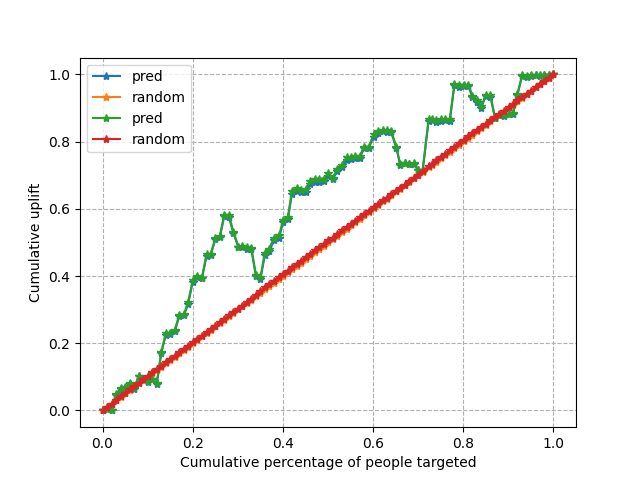 pred
random
pred
random
1.0
0.8
0.6
0.4
0.2
0.0
Cumulative uplift
0.0 0.2 0.4 0.6 0.8 1.0
Cumulative percentage of people targeted